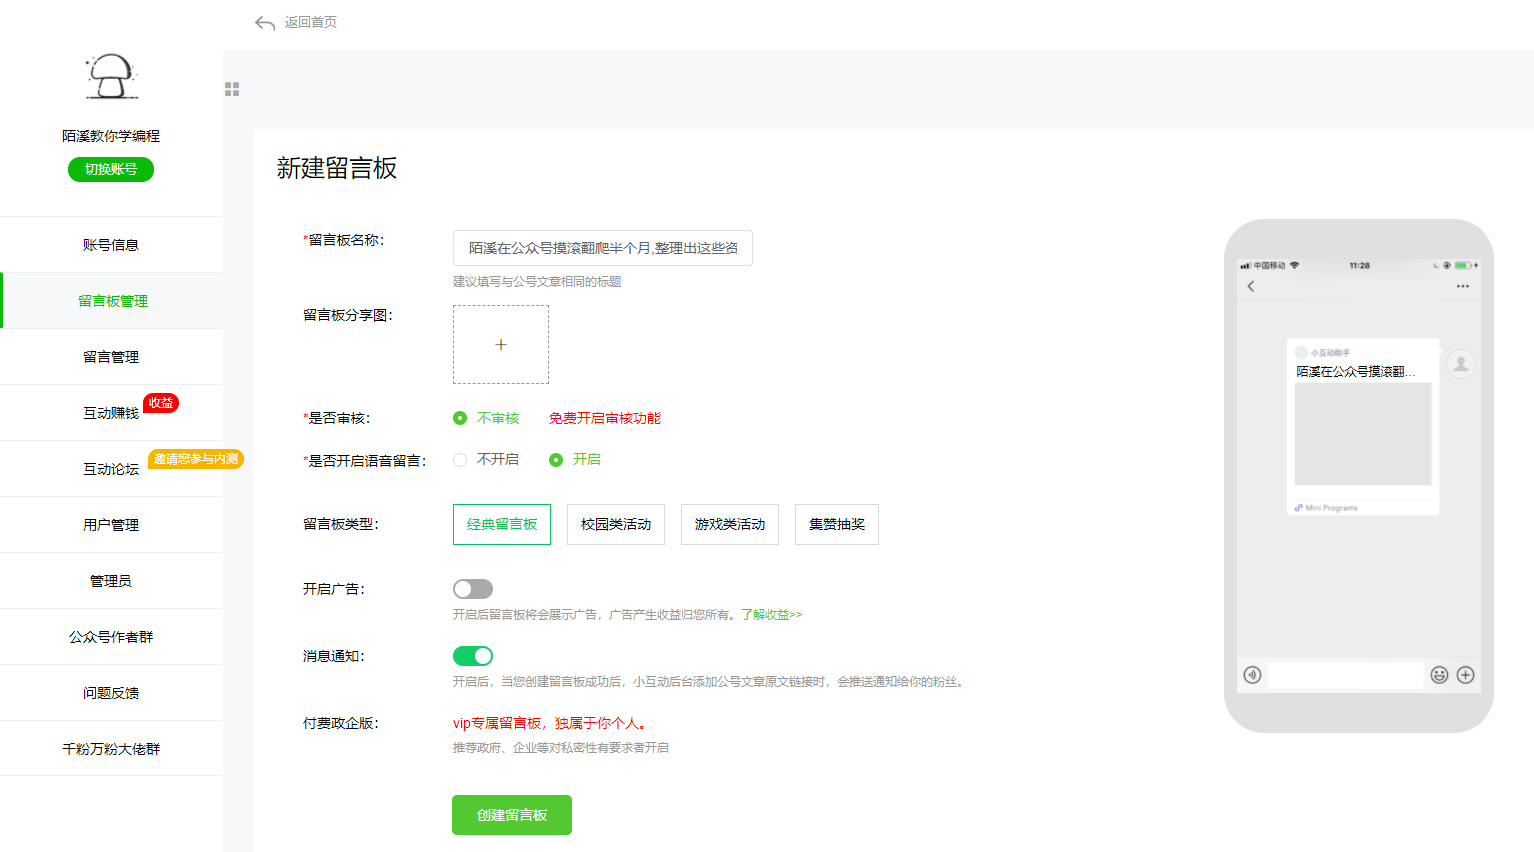 返回首页
陌溪教你学编程
切换账号
账号信息
留言板管理
留言管理
互动赚钱
收益
互动论坛
邀请您参与内测
用户管理
管理员
公众号作者群
问题反馈
千粉万粉大佬群
新建留言板
*留言板名称：
陌溪在公众号摸滚翻爬半个月,整理出这些资
建议填写与公号文章相同的标题
留言板分享图：
+
*是否审核：
不审核
免费开启审核功能
*是否开启语音留言：
不开启
开启
留言板类型：
经典留言板
校园类活动
游戏类活动
集赞抽奖
开启广告：
开启后留言板将会展示广告，广告产生收益归您所有。了解收益>>
消息通知：
开启后，当您创建留言板成功后，小互动后台添加公号文章原文链接时，会推送通知给你的粉丝。
付费政企版：
vip专属留言板，独属于你个人。
推荐政府、企业等对私密性有要求者开启
创建留言板
中国移动
11:28
小互动助手
陌溪在公众号摸滚翻...
Mini Programs